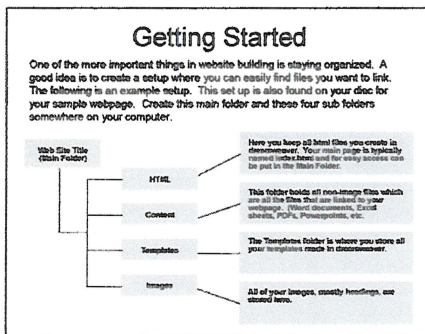 Getting Started
One of the more important things in website building is staying organized. A
good idea is to create a setup where you can easily find files you want to link.
The following is an example setup. This set up is also found on your disc for
your sample webpage. Create this main folder and these four sub folders
somewhere on your computer.
Web Site Title
(Main Folder)
HTML
Here you keep all html files you create in
dreamweaver. Your main page is typically
named index.html and for easy access can
be put in the Main Folder.
Content
This folder holds all non-image files which
are all the files that are linked to your
webpage. (Word documents, Excel
sheets, PDFs, Powerpoints, etc.
Templates
The Templates folder is where you store all
your templates made in dreamweaver.
Images
All of your images, mostly headings, are
stored here.